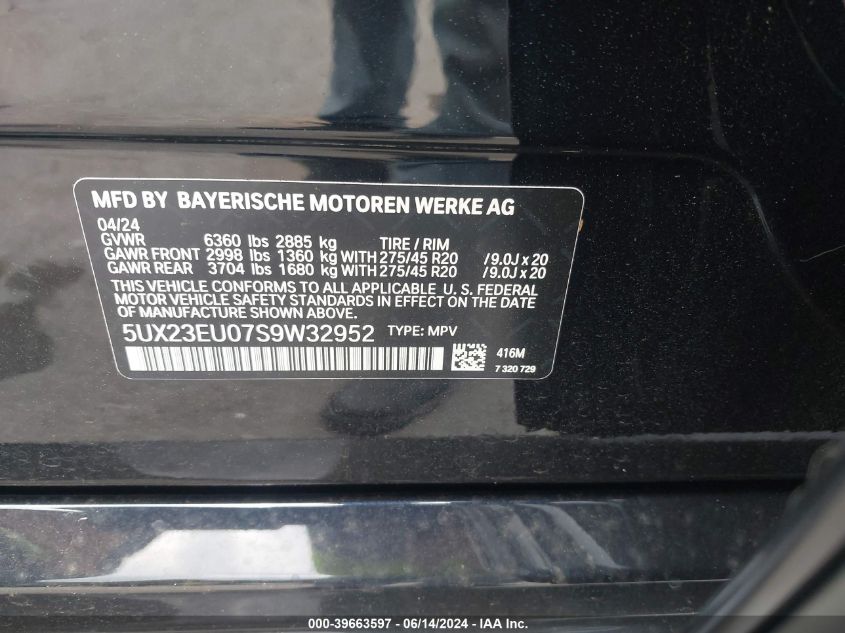 MFD BY BAYERISCHE MOTOREN WERKE AG
04/24
GVWR 6360 lbs 2885 kg TIRE / RIM
GAWR FRONT 2998 lbs 1360 kg WITH 275/45 R20 /9.0J x 20
GAWR REAR 3704 lbs 1680 kg WITH 275/45 R20 /9.0J x 20
THIS VEHICLE CONFORMS TO ALL APPLICABLE U. S. FEDERAL
MOTOR VEHICLE SAFETY STANDARDS IN EFFECT ON THE DATE
OF MANUFACTURE SHOWN ABOVE.
5UX23EU07S9W32952 TYPE: MPV
416M
7 320 729
000-39663597 - 06/14/2024 - IAA Inc.